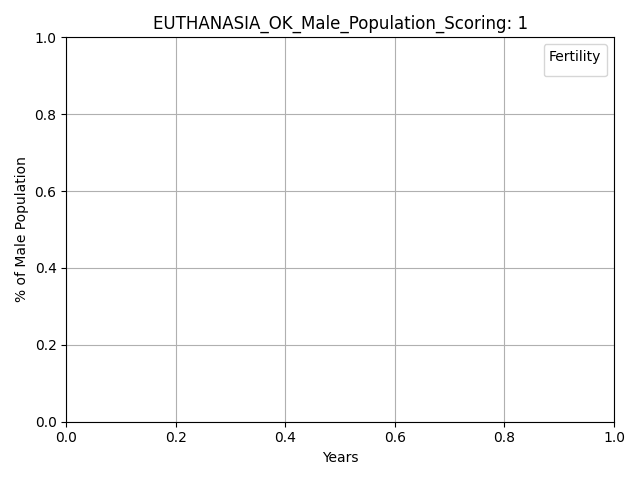 EUTHANASIA_OK_Male_Population_Scoring: 1
Fertility
% of Male Population
1.0
0.8
0.6
0.4
0.2
0.0
0.0 0.2 0.4 0.6 0.8 1.0
Years